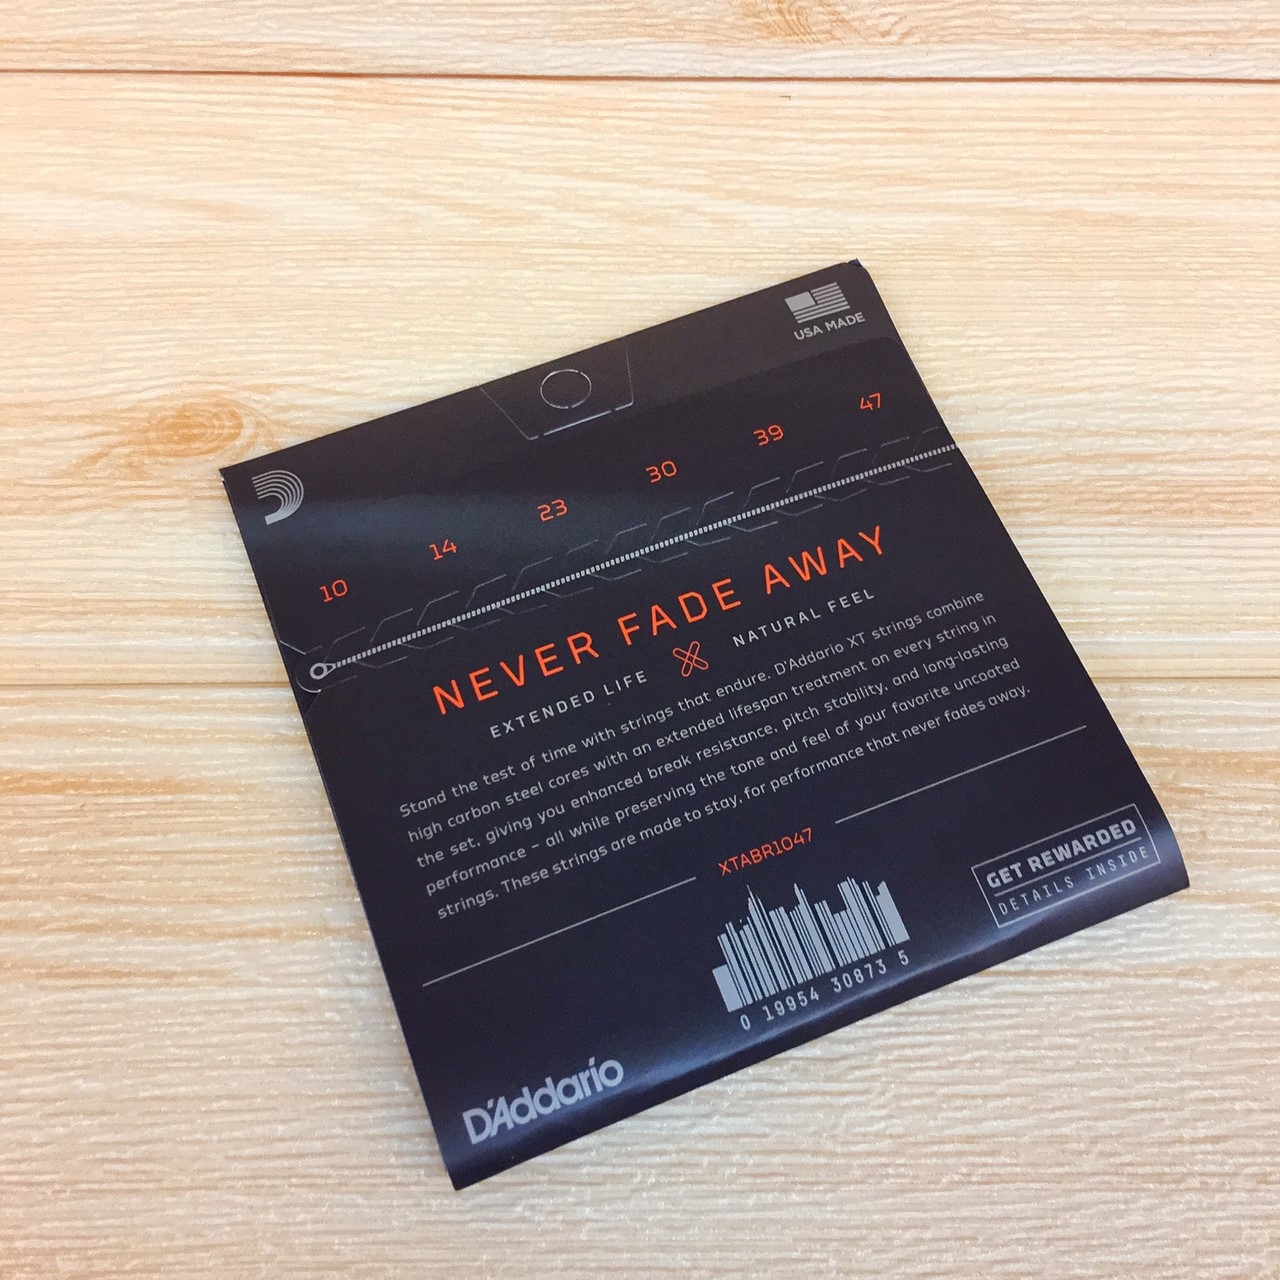 USA MADE
10 14 23 30 39 47
NEVER FADE AWAY
EXTENDED LIFE NATURAL FEEL
Stand the test of time with strings that endure. D'Addario XT strings combine
high carbon steel cores with an extended lifespan treatment on every string in
the set, giving you enhanced break resistance, pitch stability, and long-lasting
performance – all while preserving the tone and feel of your favorite uncoated
strings. These strings are made to stay, for performance that never fades away.
XTABR1047
GET REWARDED
DETAILS INSIDE
0 19954 30873 5
D'Addario